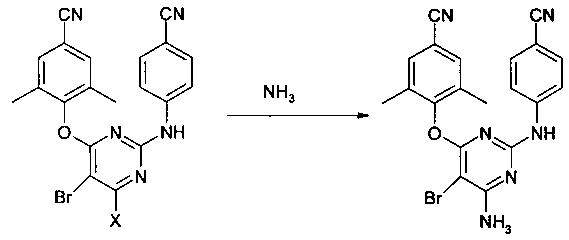 CN CN CN CN
NH₃
O N NH O N NH
Br N Br N
X NH₃